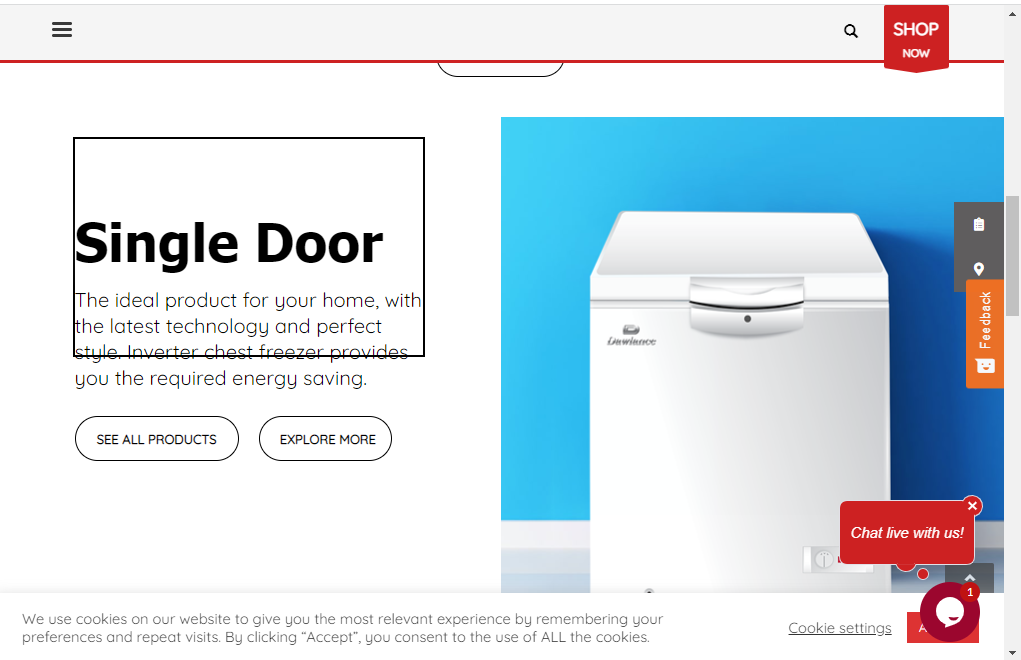 SHOP
NOW
Single Door
The ideal product for your home, with
the latest technology and perfect
style. Inverter chest freezer provides
you the required energy saving.
SEE ALL PRODUCTS
EXPLORE MORE
Dawlance
Feedback
Chat live with us!
1
We use cookies on our website to give you the most relevant experience by remembering your
preferences and repeat visits. By clicking “Accept”, you consent to the use of ALL the cookies.
Cookie settings